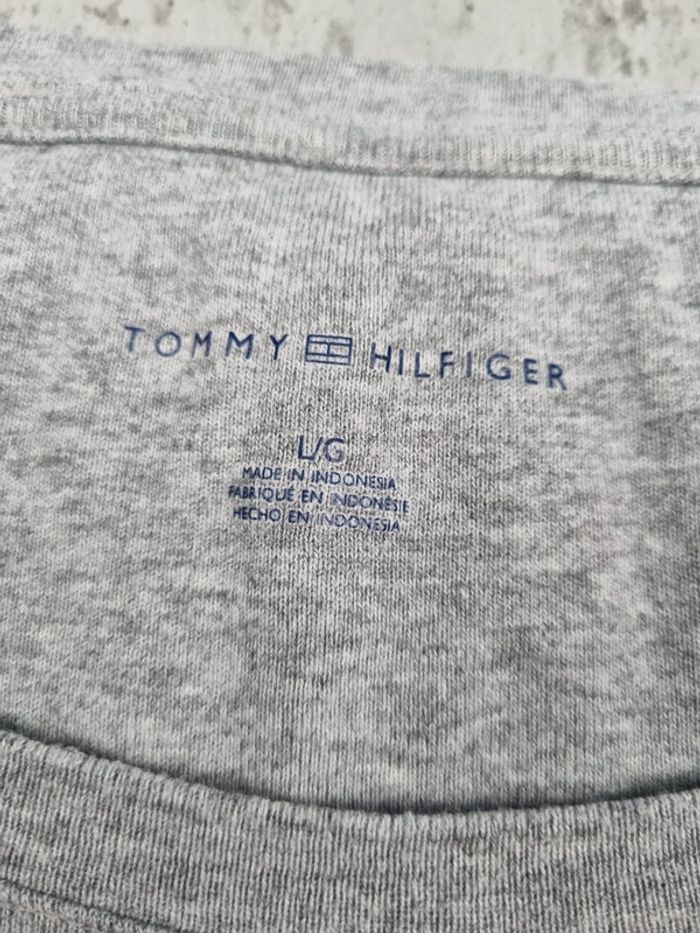 TOMMY HILFIGER
L/G
MADE IN INDONESIA
FABRIQUÉ EN INDONÉSIE
HECHO EN INDONESIA